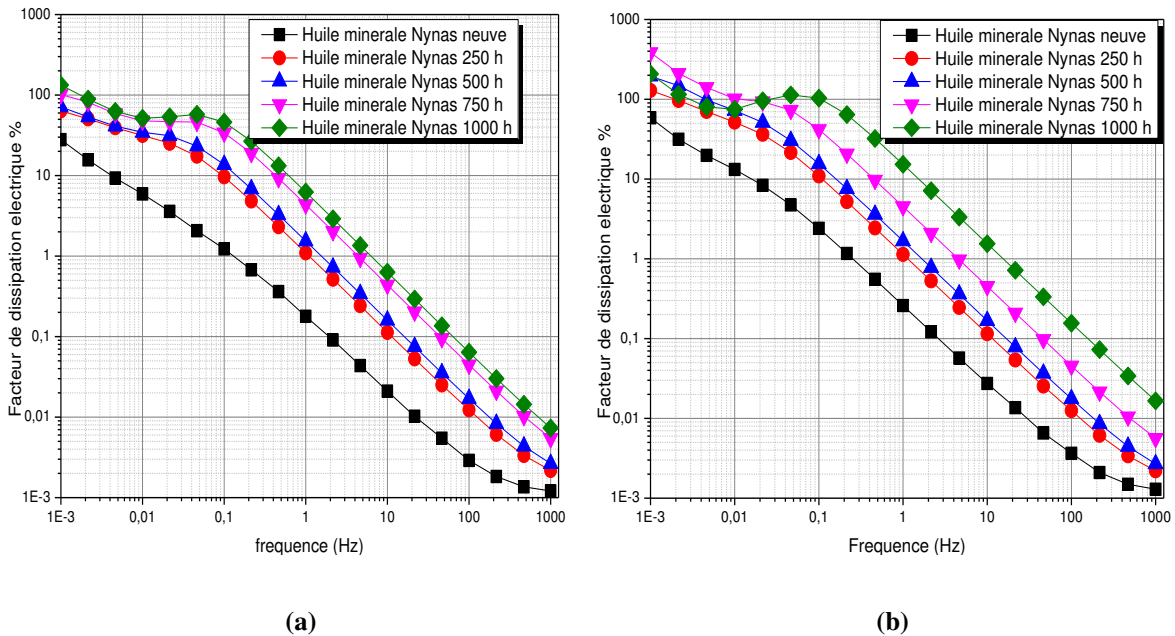 Facteur de dissipation electrique %
1000
100
10
1
0,1
0,01
1E-3
Huile minerale Nynas neuve
Huile minerale Nynas 250 h
Huile minerale Nynas 500 h
Huile minerale Nynas 750 h
Huile minerale Nynas 1000 h
1E-3 0,01 0,1 1 10 100 1000
frequence (Hz)
(a)
Facteur de dissipation electrique %
1000
100
10
1
0,1
0,01
1E-3
Huile minerale Nynas neuve
Huile minerale Nynas 250 h
Huile minerale Nynas 500 h
Huile minerale Nynas 750 h
Huile minerale Nynas 1000 h
1E-3 0,01 0,1 1 10 100 1000
Frequence (Hz)
(b)